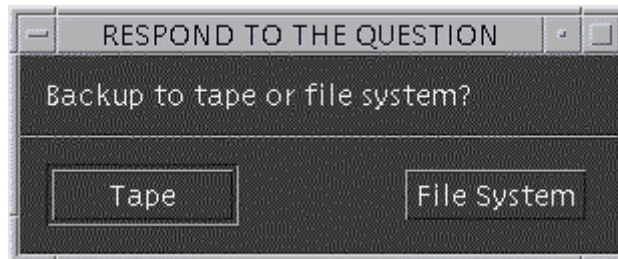 RESPOND TO THE QUESTION
Backup to tape or file system?
Tape
File System